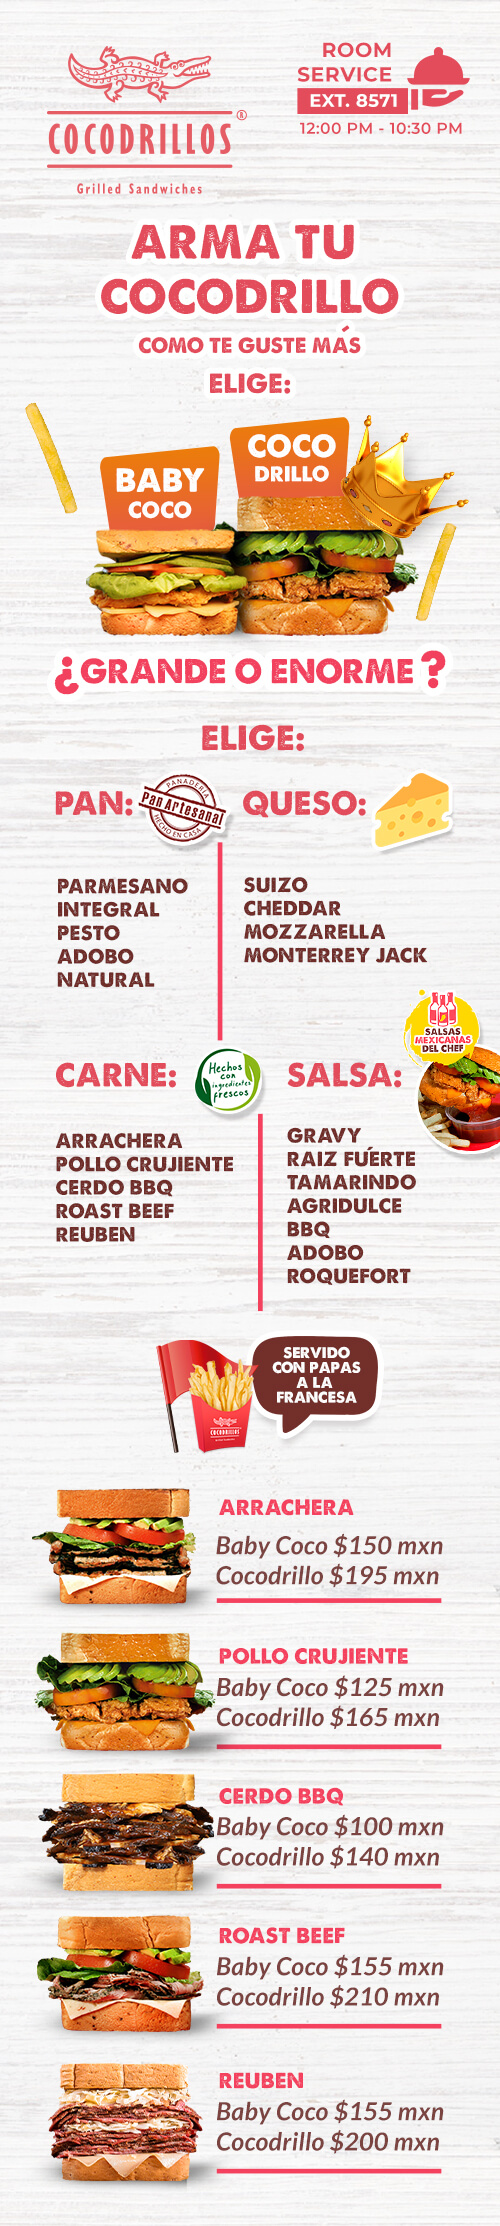 COCODRILLOS®
Grilled Sandwiches
ROOM
SERVICE
EXT. 8571
12:00 PM - 10:30 PM
ARMA TU
COCODRILLO
COMO TE GUSTE MÁS
ELIGE:
BABY
COCO
COCO
DRILLO
¿GRANDE O ENORME?
ELIGE:
PAN:
PANADERIA
Pan Artesanal
HECHO EN CASA
PARMESANO
INTEGRAL
PESTO
ADOBO
NATURAL
QUESO:
SUIZO
CHEDDAR
MOZZARELLA
MONTERREY JACK
CARNE:
Hechos
con
ingredientes
frescos
ARRACHERA
POLLO CRUJIENTE
CERDO BBQ
ROAST BEEF
REUBEN
SALSA:
SALSAS
MEXICANAS
DEL CHEF
GRAVY
RAIZ FUÉRTE
TAMARINDO
AGRIDULCE
BBQ
ADOBO
ROQUEFORT
COCODRILLOS
SERVIDO
CON PAPAS
A LA
FRANCESA
ARRACHERA
Baby Coco $150 mxn
Cocodrillo $195 mxn
POLLO CRUJIENTE
Baby Coco $125 mxn
Cocodrillo $165 mxn
CERDO BBQ
Baby Coco $100 mxn
Cocodrillo $140 mxn
ROAST BEEF
Baby Coco $155 mxn
Cocodrillo $210 mxn
REUBEN
Baby Coco $155 mxn
Cocodrillo $200 mxn